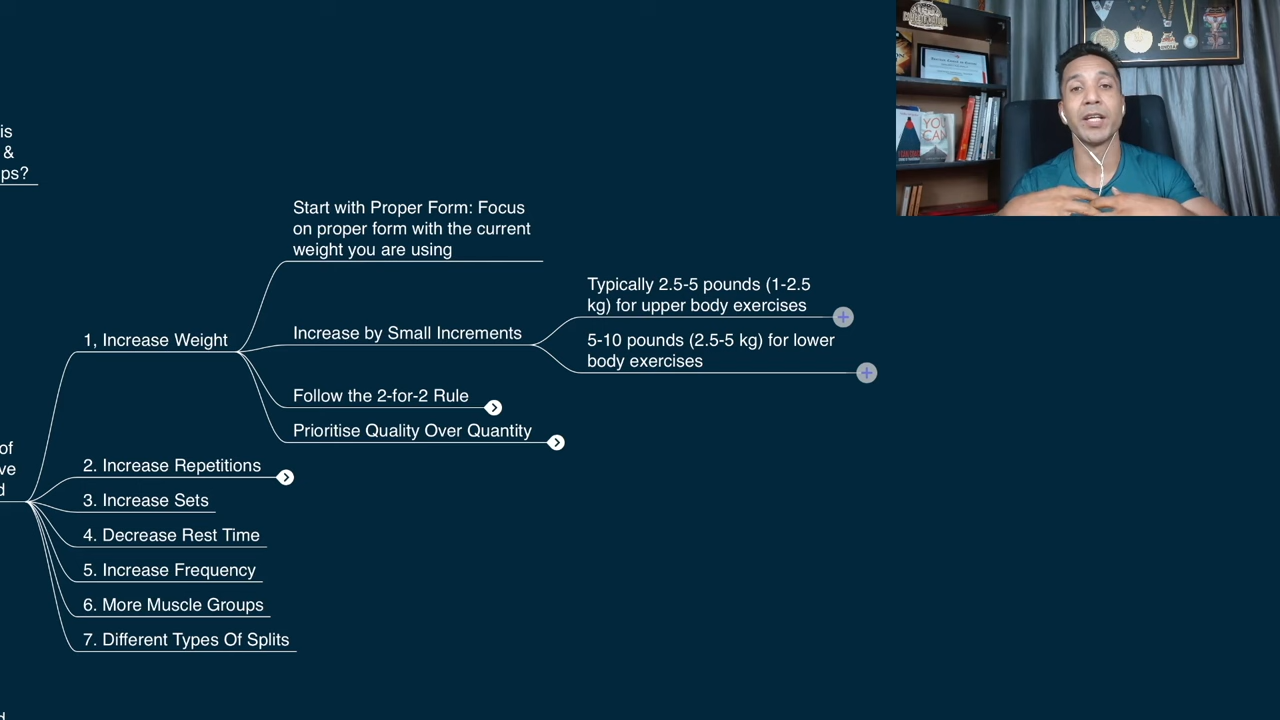 is
&
ps?
Start with Proper Form: Focus
on proper form with the current
weight you are using
Typically 2.5-5 pounds (1-2.5
kg) for upper body exercises
1, Increase Weight
Increase by Small Increments
5-10 pounds (2.5-5 kg) for lower
body exercises
Follow the 2-for-2 Rule
Prioritise Quality Over Quantity
of
ve
d
2. Increase Repetitions
3. Increase Sets
4. Decrease Rest Time
5. Increase Frequency
6. More Muscle Groups
7. Different Types Of Splits
YOU
CAN